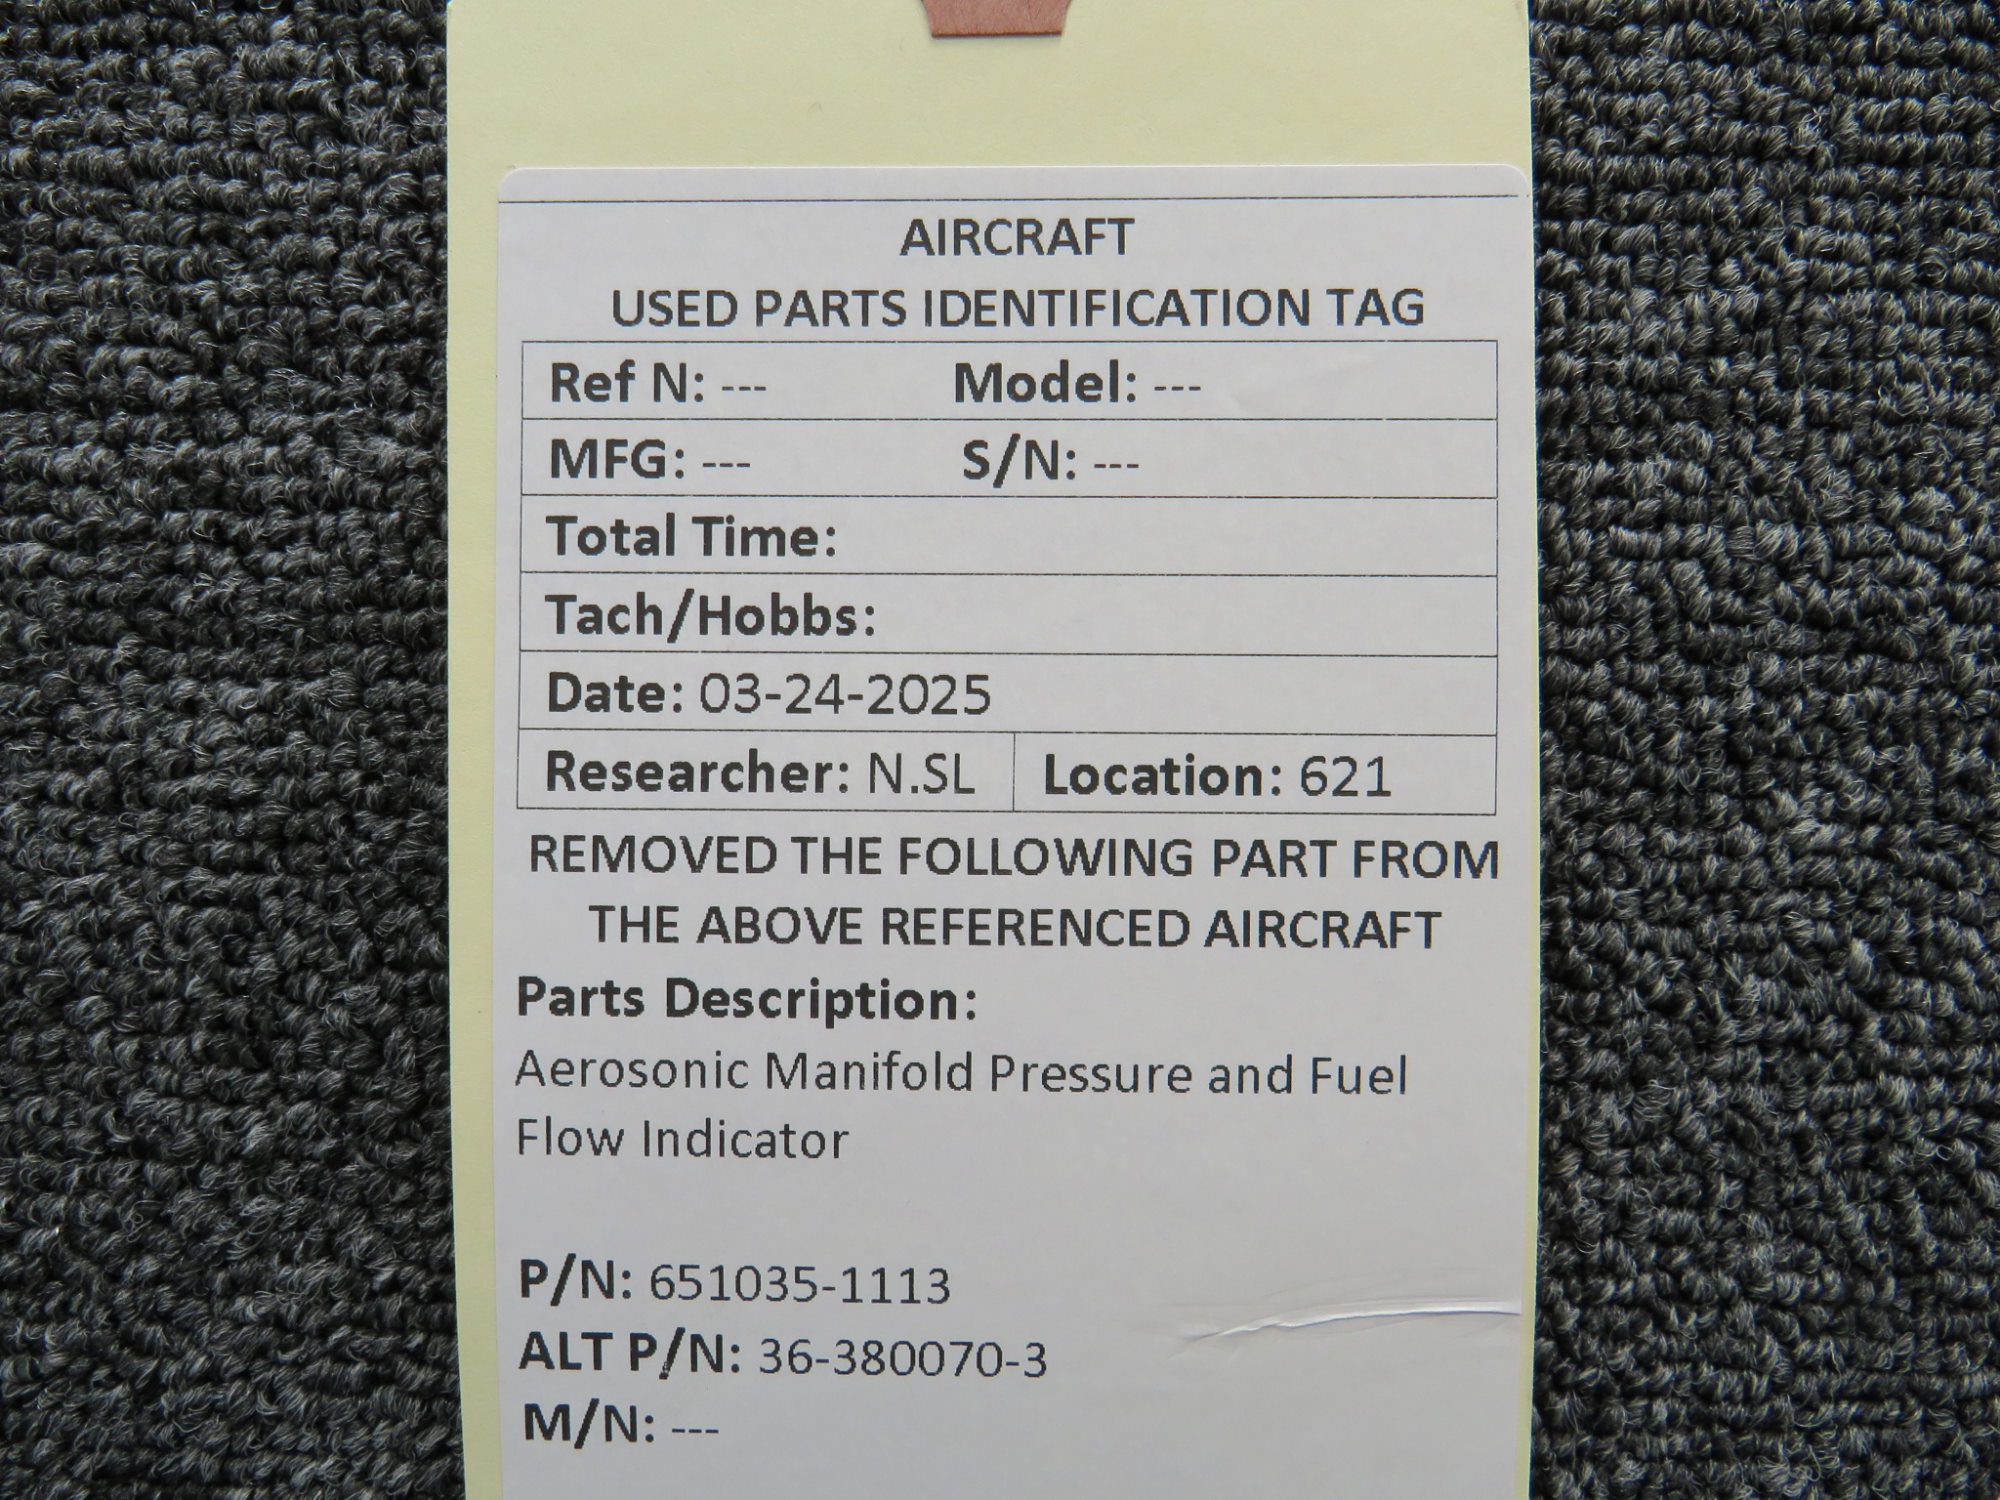 AIRCRAFT
USED PARTS IDENTIFICATION TAG
Ref N: --- Model: ---
MFG: --- S/N: ---
Total Time:
Tach/Hobbs:
Date: 03-24-2025
Researcher: N.SL Location: 621
REMOVED THE FOLLOWING PART FROM
THE ABOVE REFERENCED AIRCRAFT
Parts Description:
Aerosonic Manifold Pressure and Fuel
Flow Indicator
P/N: 651035-1113
ALT P/N: 36-380070-3
M/N: ---